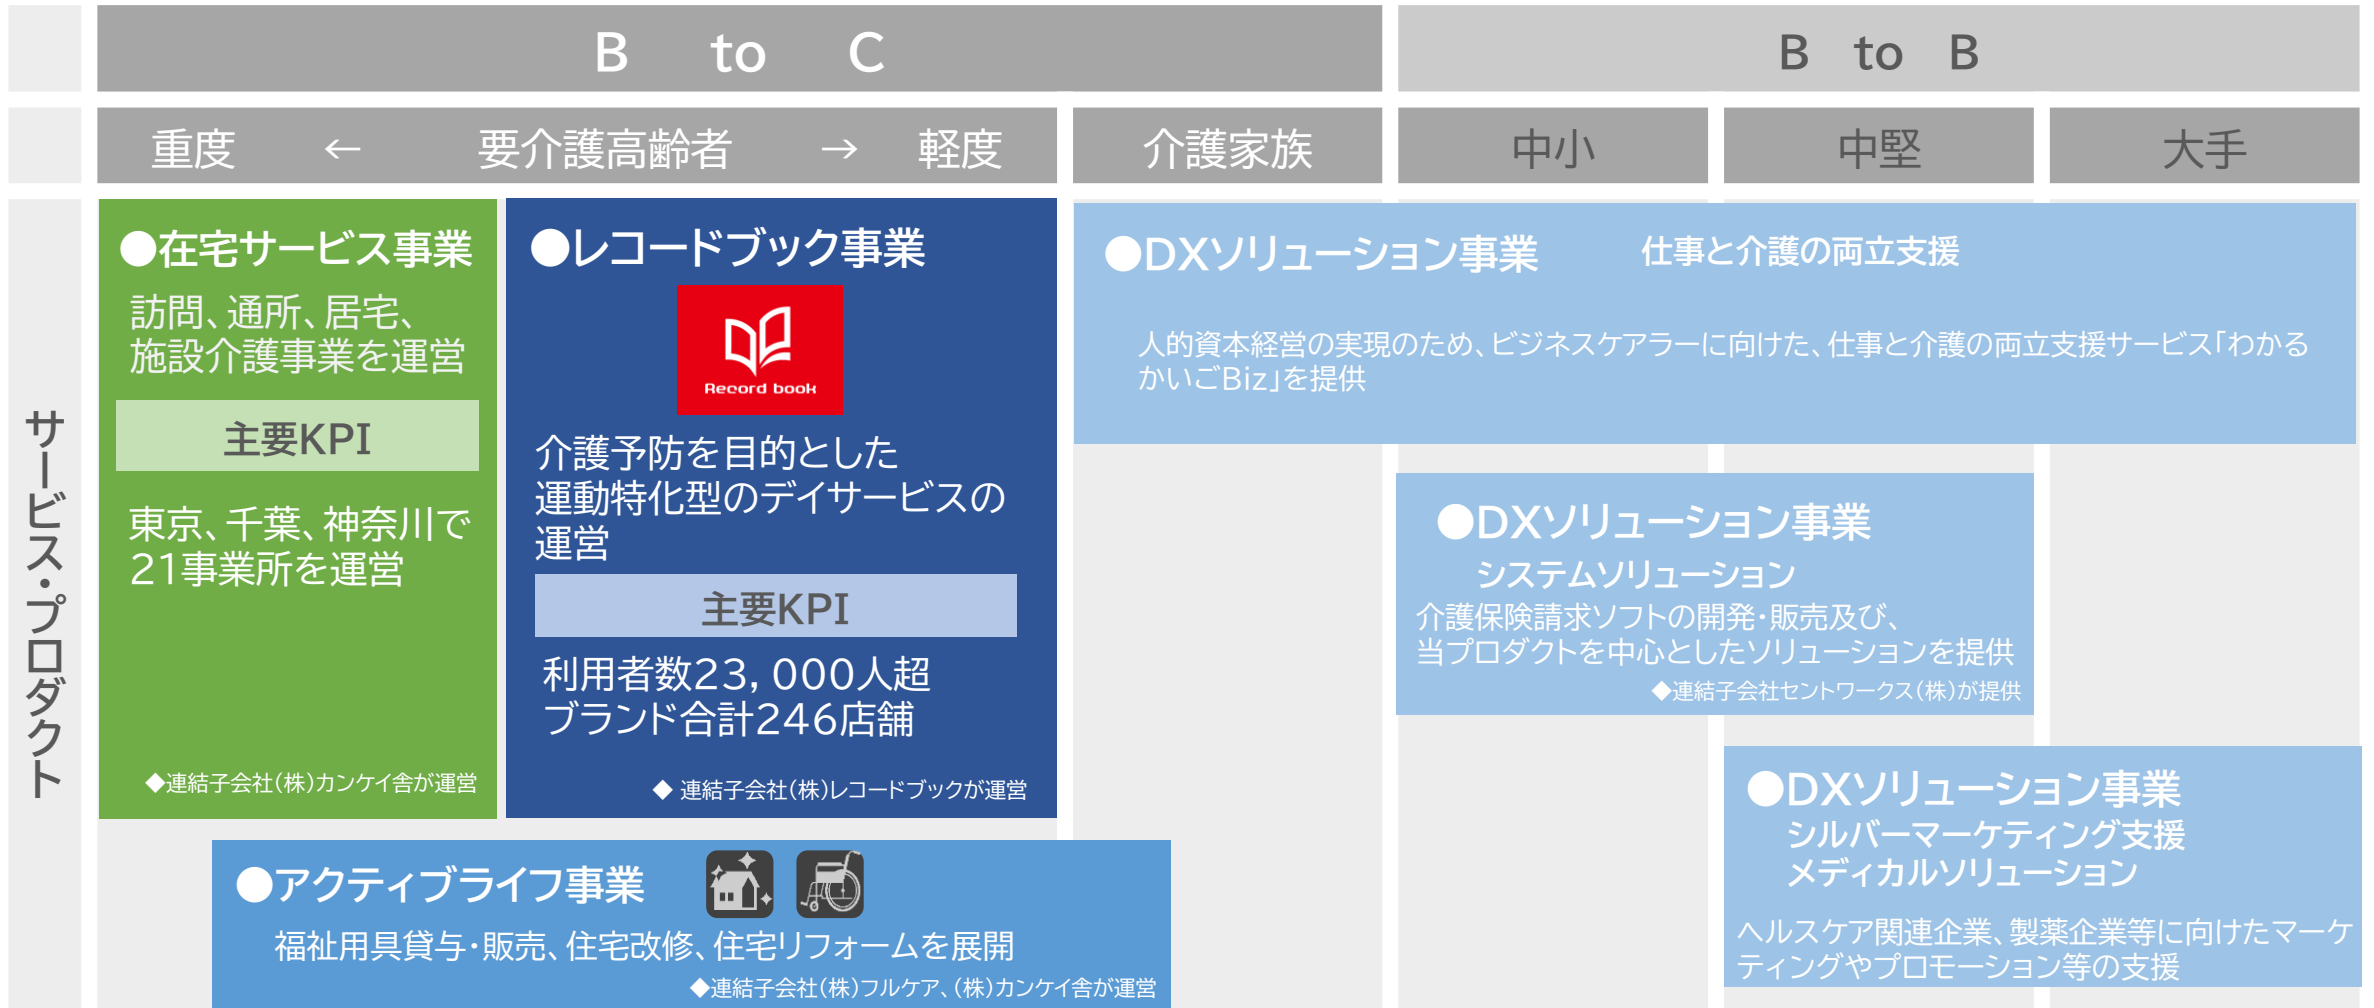 B to C
B to B
重度 ← 要介護高齢者 → 軽度
介護家族
中小
中堅
大手
サービス・プロダクト
●在宅サービス事業
訪問、通所、居宅、
施設介護事業を運営
主要KPI
東京、千葉、神奈川で
21事業所を運営
◆連結子会社(株)カンケイ舎が運営
●レコードブック事業
Record book
介護予防を目的とした
運動特化型のデイサービスの
運営
主要KPI
利用者数23,000人超
ブランド合計246店舗
◆ 連結子会社(株)レコードブックが運営
●アクティブライフ事業
福祉用具貸与・販売、住宅改修、住宅リフォームを展開
◆連結子会社(株)フルケア、(株)カンケイ舎が運営
●DXソリューション事業 仕事と介護の両立支援
人的資本経営の実現のため、ビジネスケアラーに向けた、仕事と介護の両立支援サービス「わかる
かいごBiz」を提供
●DXソリューション事業
システムソリューション
介護保険請求ソフトの開発・販売及び、
当プロダクトを中心としたソリューションを提供
◆連結子会社セントワークス(株)が提供
●DXソリューション事業
シルバーマーケティング支援
メディカルソリューション
ヘルスケア関連企業、製薬企業等に向けたマーケ
ティングやプロモーション等の支援